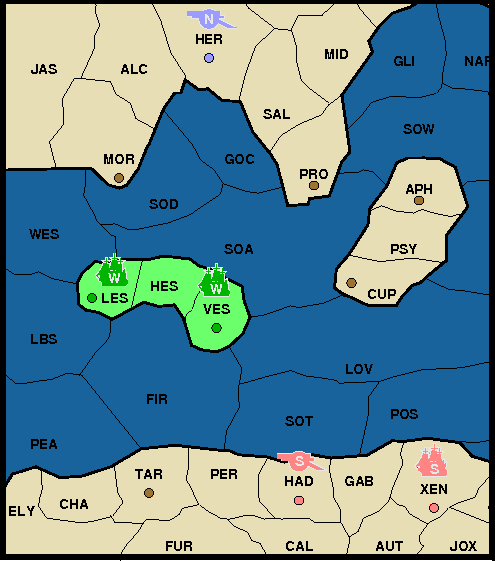 N
HER
MID
GLI
NAF
JAS
ALC
SAL
SOW
MOR
GOC
PRO
APH
SOD
WES
SOA
PSY
W
W
LES
HES
CUP
VES
LBS
LOV
FIR
POS
SOT
PEA
S
S
TAR
PER
HAD
GAB
XEN
ELY
CHA
FUR
CAL
AUT
JOX